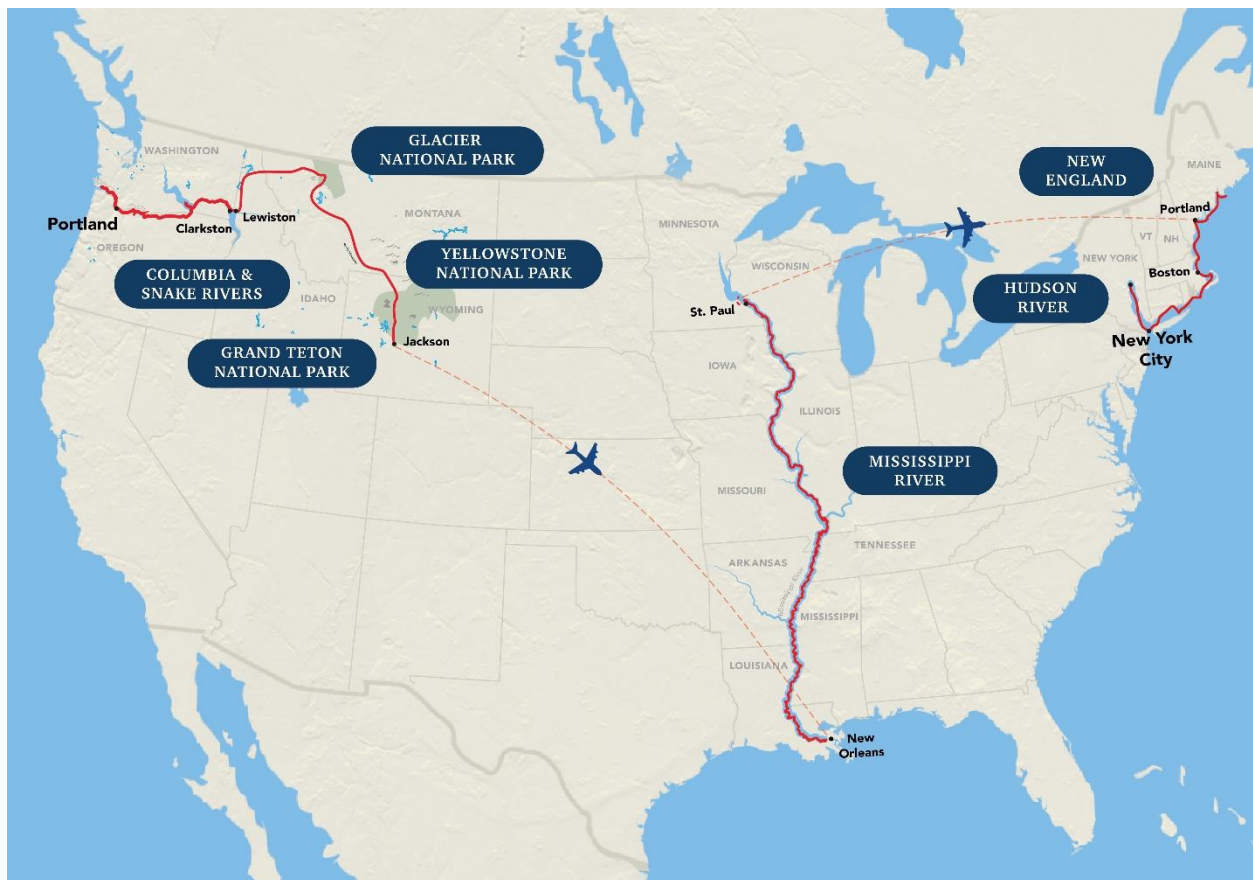 GLACIER
NATIONAL PARK
WASHINGTON
Portland
Lewiston
Clarkston
OREGON
MONTANA
COLUMBIA &
SNAKE RIVERS
YELLOWSTONE
NATIONAL PARK
IDAHO
WYOMING
GRAND TETON
NATIONAL PARK
Jackson
MINNESOTA
WISCONSIN
St. Paul
IOWA
ILLINOIS
MISSOURI
MISSISSIPPI
RIVER
TENNESSEE
ARKANSAS
Mississippi River
MISSISSIPPI
LOUISIANA
New
Orleans
NEW
ENGLAND
MAINE
Portland
VT
NH
NEW YORK
Boston
HUDSON
RIVER
New York
City